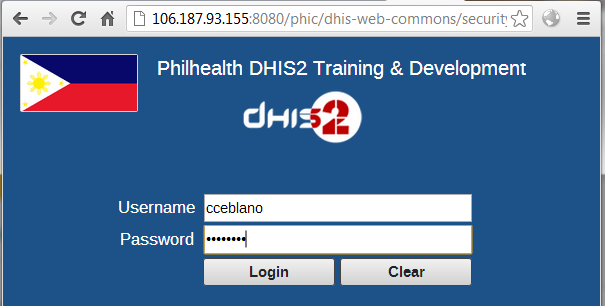 106.187.93.155:8080/phic/dhis-web-commons/security
Philhealth DHIS2 Training & Development
dHIS2
Username cceblano
Password ••••••••
Login Clear